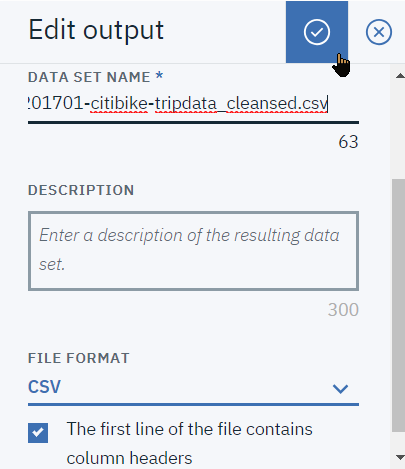 Edit output
DATA SET NAME *
201701-citibike-tripdata_cleansed.csv
63
DESCRIPTION
Enter a description of the resulting data
set.
300
FILE FORMAT
CSV
The first line of the file contains
column headers